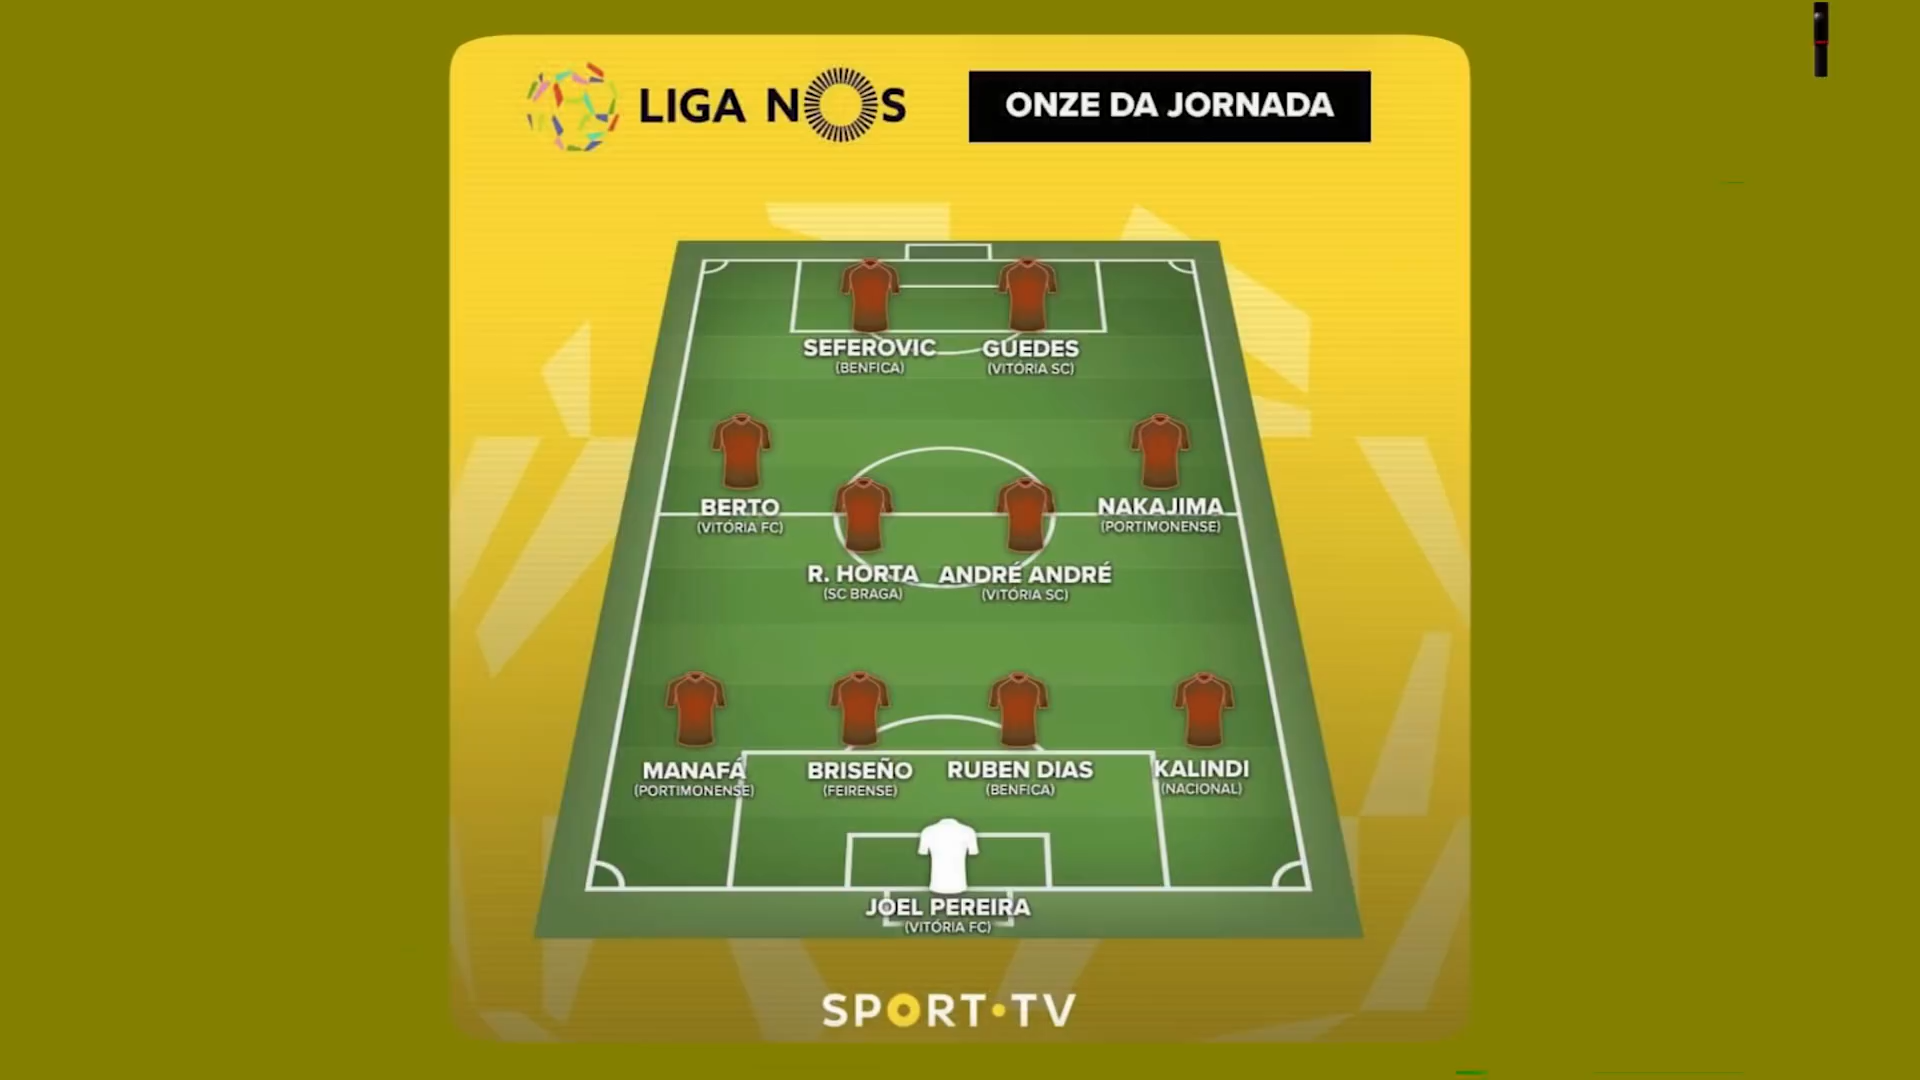 LIGA NOS
ONZE DA JORNADA
SEFEROVIC
(BENFICA)
GUEDES
(VITÓRIA SC)
BERTO
(VITÓRIA FC)
NAKAJIMA
(PORTIMONENSE)
R. HORTA
(SC BRAGA)
ANDRÉ ANDRÉ
(VITÓRIA SC)
MANAFÁ
(PORTIMONENSE)
BRISEÑO
(FEIRENSE)
RUBEN DIAS
(BENFICA)
KALINDI
(NACIONAL)
JOEL PEREIRA
(VITÓRIA FC)
SPORT•TV